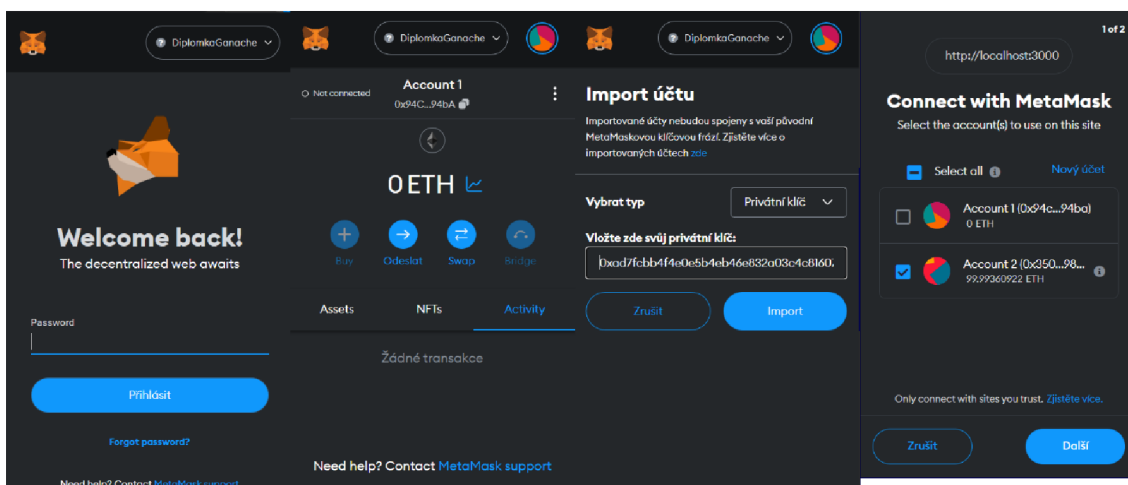 DiplomkaGanache
Welcome back!
The decentralized web awaits
Password
Přihlásit
Forgot password?
Need help? Contact MetaMask support
DiplomkaGanache
Not connected
Account 1
0x94C...94bA
0 ETH
Buy
Odeslat
Swap
Bridge
Assets
NFTs
Activity
Žádné transakce
Need help? Contact MetaMask support
DiplomkaGanache
Import účtu
Importované účty nebudou spojeny s vaší původní
MetaMaskovou klíčovou frází. Zjistěte více o
importovaných účtech zde
Vybrat typ
Privátní klíč
Vložte zde svůj privátní klíč:
Zrušit
Import
1 of 2
http://localhost:3000
Connect with MetaMask
Select the account(s) to use on this site
Select all
Nový účet
Account 1 (0x94c...94ba)
0 ETH
Account 2 (0x350...98...
99.99360922 ETH
Only connect with sites you trust. Zjistěte více.
Zrušit
Další